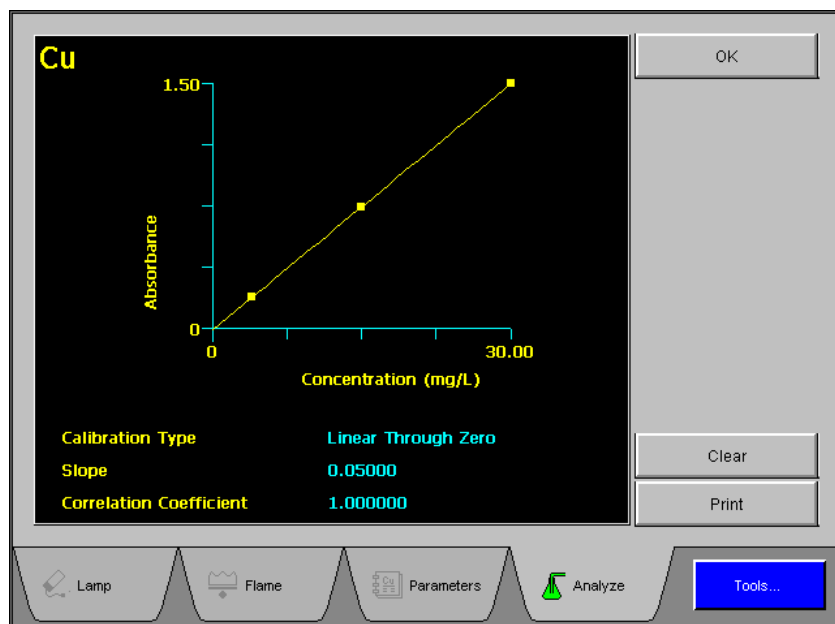 Cu
OK
1.50
Absorbance
0
0
30.00
Concentration (mg/L)
Calibration Type Linear Through Zero
Slope 0.05000
Correlation Coefficient 1.000000
Clear
Print
Lamp
Flame
Parameters
Analyze
Tools...